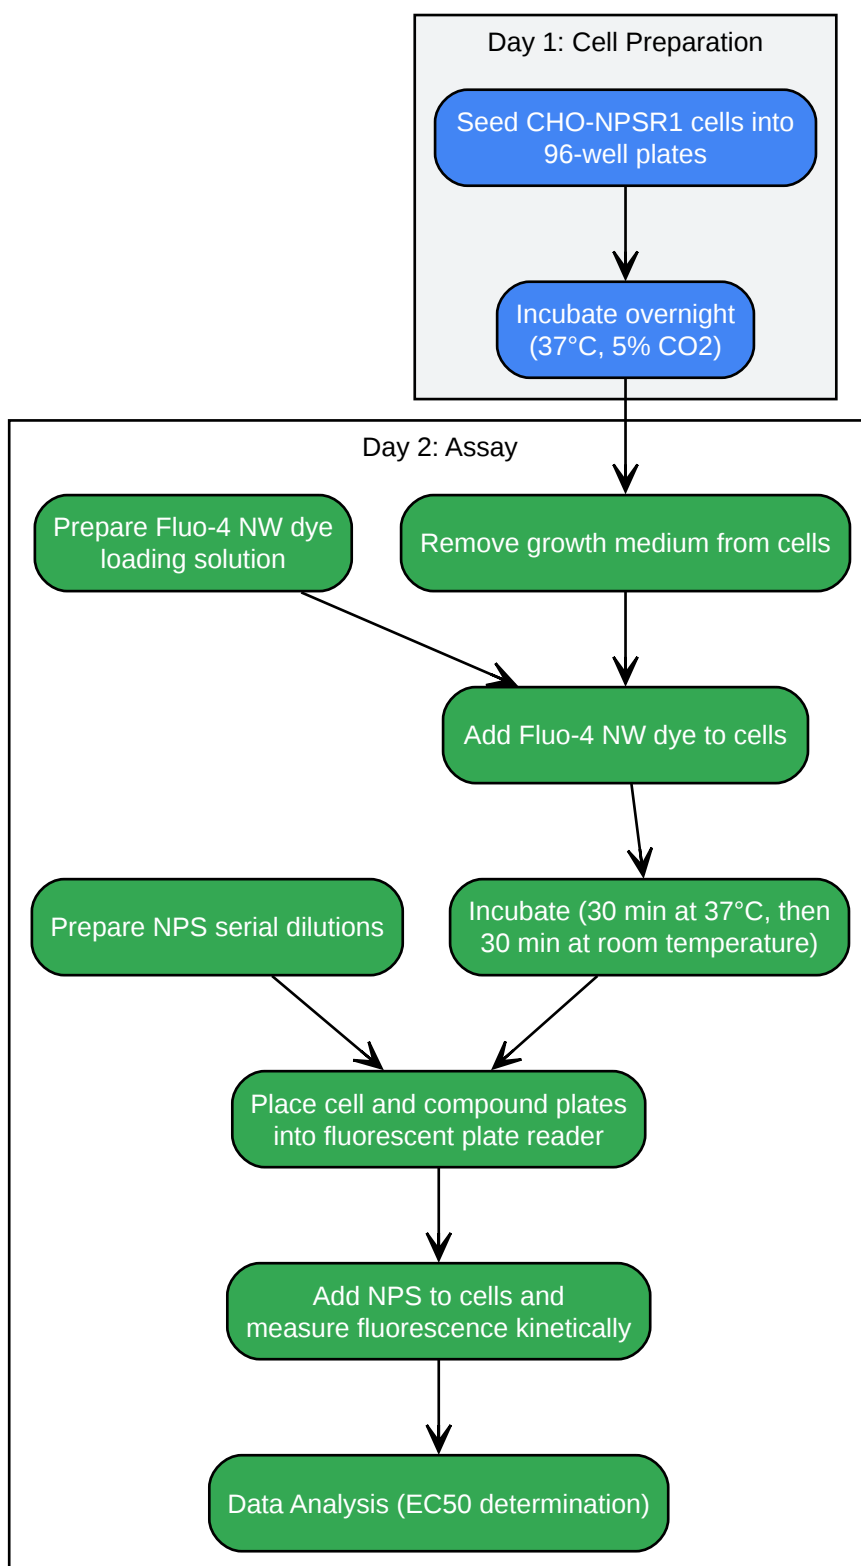 Day 1: Cell Preparation
Seed CHO-NPSR1 cells into
96-well plates
Incubate overnight
(37°C, 5% CO2)
Day 2: Assay
Prepare Fluo-4 NW dye
loading solution
Remove growth medium from cells
Add Fluo-4 NW dye to cells
Prepare NPS serial dilutions
Incubate (30 min at 37°C, then
30 min at room temperature)
Place cell and compound plates
into fluorescent plate reader
Add NPS to cells and
measure fluorescence kinetically
Data Analysis (EC50 determination)